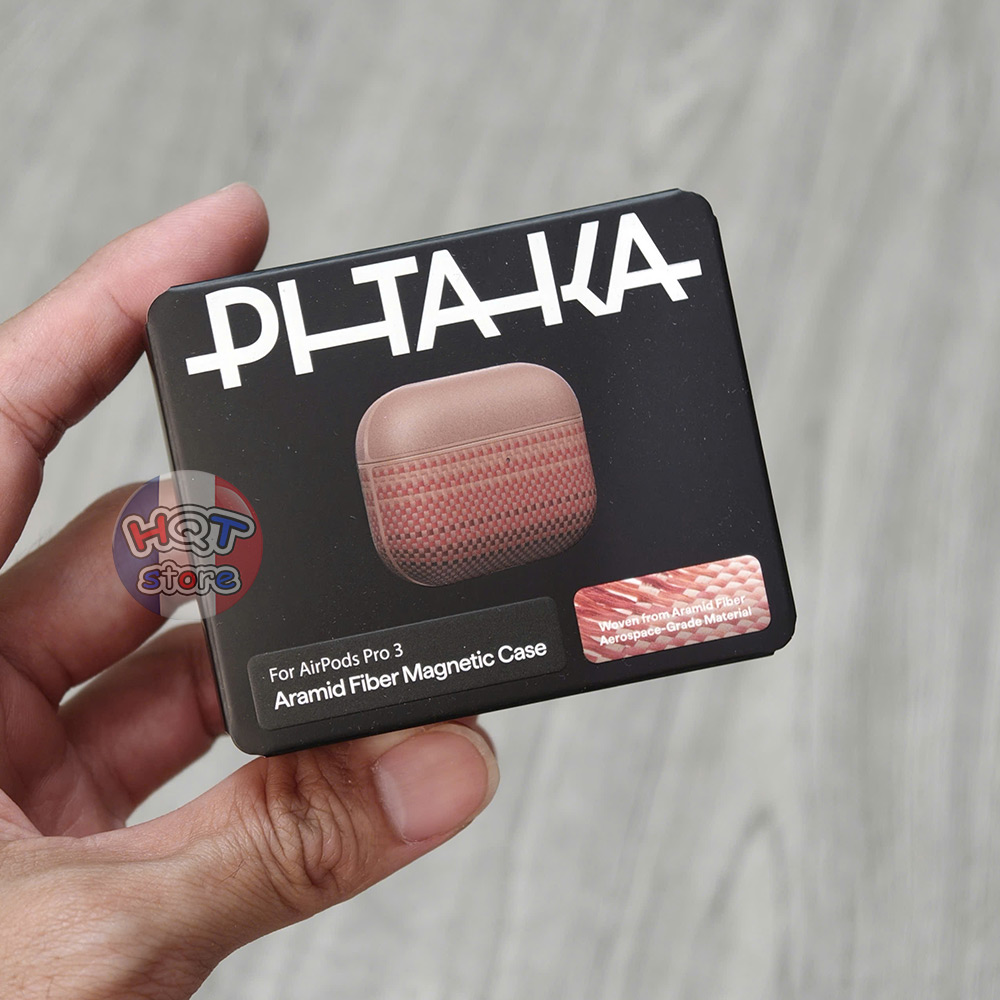 PITAKA
HQT
store
For AirPods Pro 3
Aramid Fiber Magnetic Case
Woven from Aramid Fiber
Aerospace-Grade Material